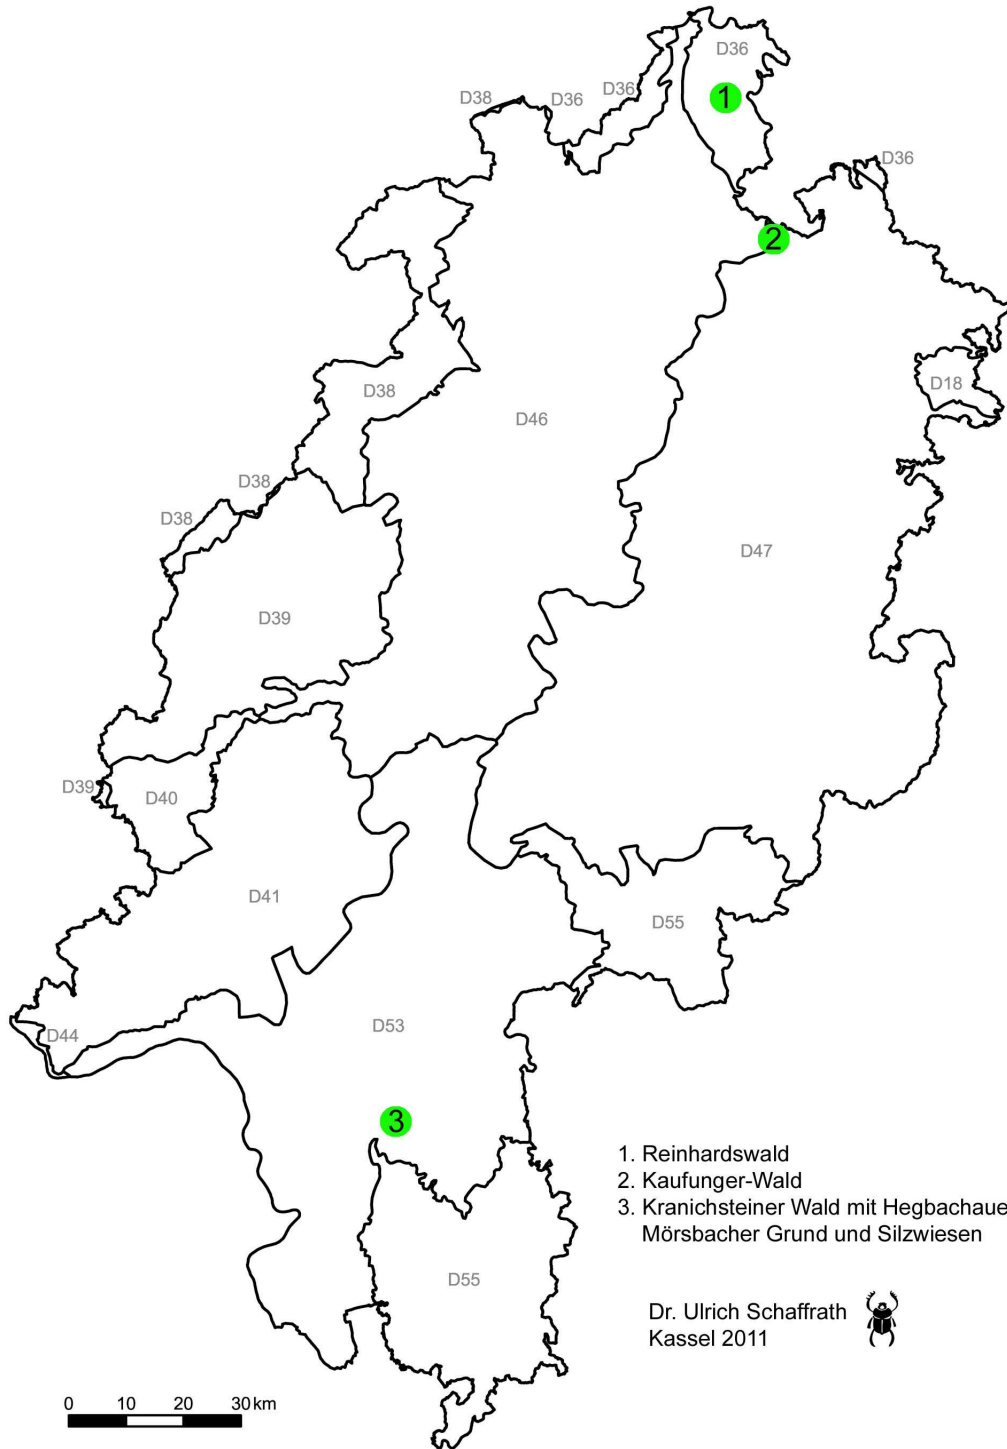 D36
D36
D36
D38
1
D36
2
D38
D18
D46
D38
D38
D47
D39
D39
D40
D41
D55
D53
D44
3
1. Reinhardswald
2. Kaufunger-Wald
3. Kranichsteiner Wald mit Hegbachaue
Mörsbacher Grund und Silzwiesen
D55
Dr. Ulrich Schaffrath
Kassel 2011
0 10 20 30 km